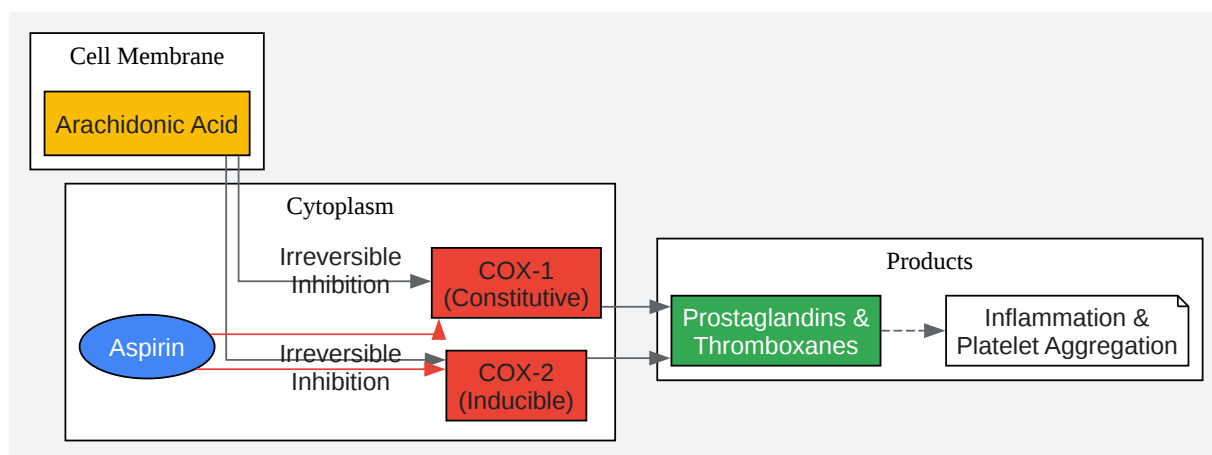 Cell Membrane
Arachidonic Acid
Cytoplasm
Irreversible
Inhibition
COX-1
(Constitutive)
Aspirin
Irreversible
Inhibition
COX-2
(Inducible)
Products
Prostaglandins &
Thromboxanes
Inflammation &
Platelet Aggregation